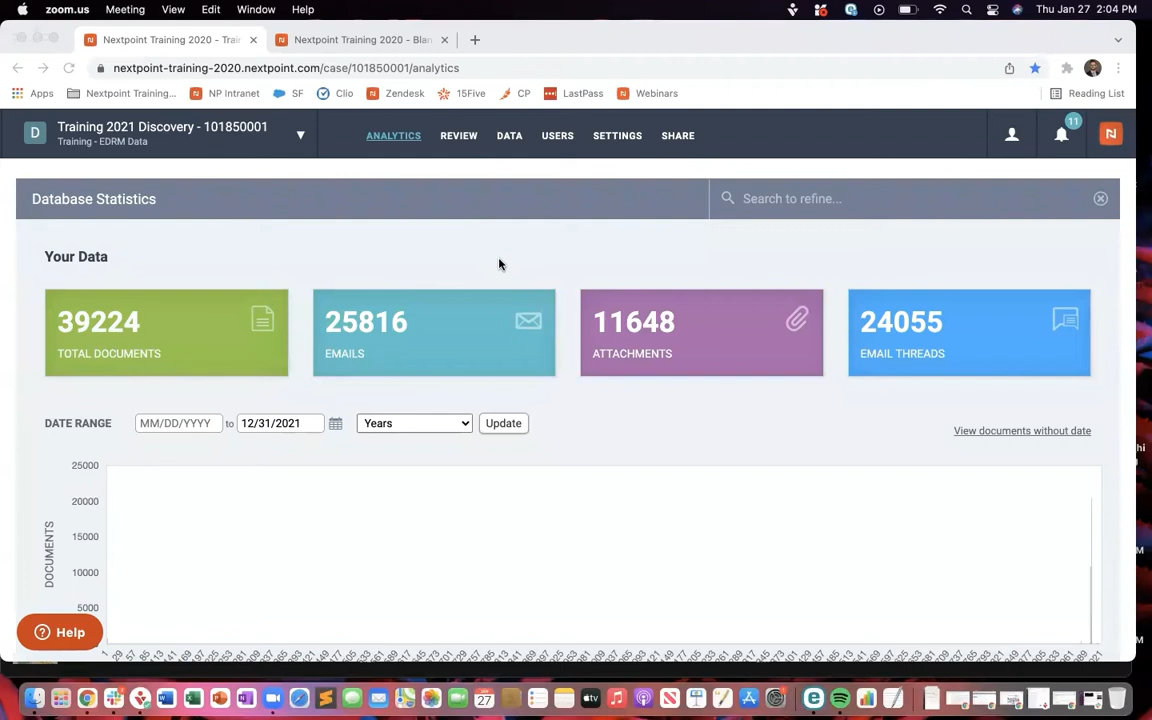 zoom.us Meeting View Edit Window Help Thu Jan 27 2:04 PM
Nextpoint Training 2020 - Trai Nextpoint Training 2020 - Blan
nextpoint-training-2020.nextpoint.com/case/101850001/analytics
Apps Nextpoint Training... NP Intranet SF Clio Zendesk 15Five CP LastPass Webinars Reading List
D Training 2021 Discovery - 101850001
Training - EDRM Data
ANALYTICS REVIEW DATA USERS SETTINGS SHARE 11 N
Database Statistics Search to refine...
Your Data
39224 25816 11648 24055
TOTAL DOCUMENTS EMAILS ATTACHMENTS EMAIL THREADS
DATE RANGE MM/DD/YYYY to 12/31/2021 Years Update
View documents without date
25000
20000
15000
DOCUMENTS
10000
5000
Help
1 29 57 85